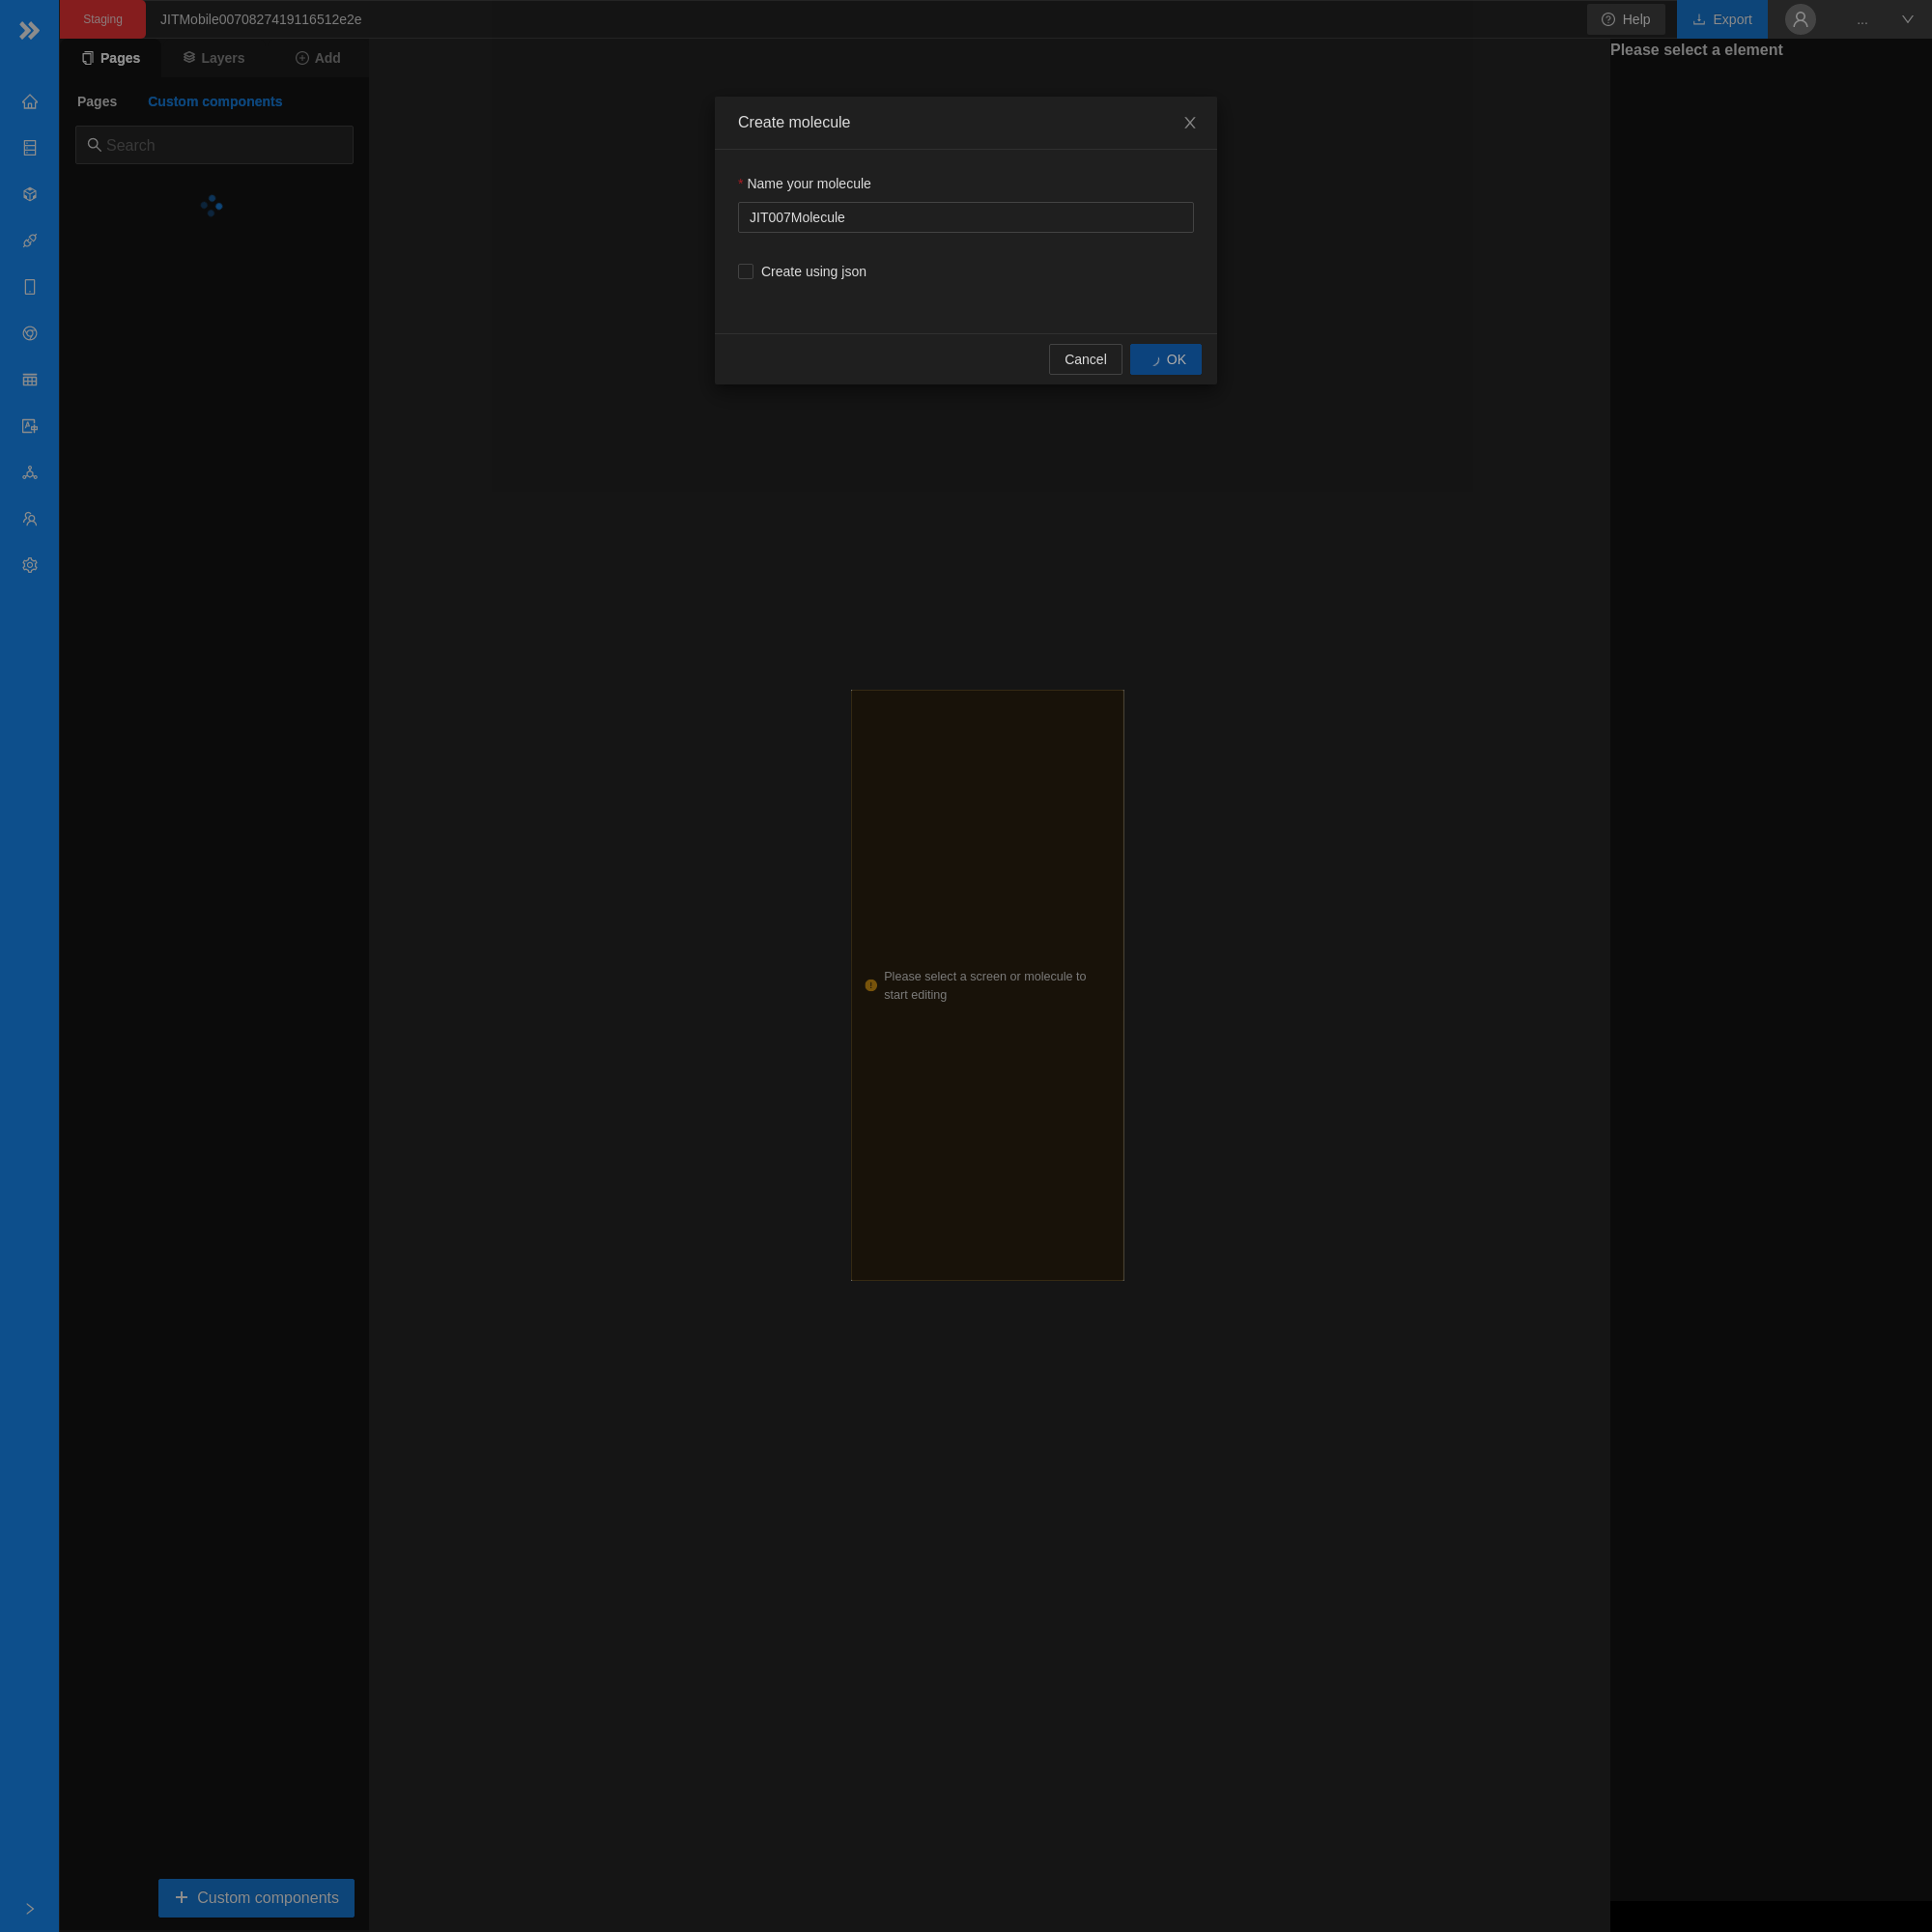 Staging
JITMobile0070827419116512e2e
Help
Export
...
Pages
Layers
Add
Please select a element
Pages
Custom components
Search
Create molecule
* Name your molecule
JIT007Molecule
Create using json
Cancel
OK
Please select a screen or molecule to
start editing
Custom components